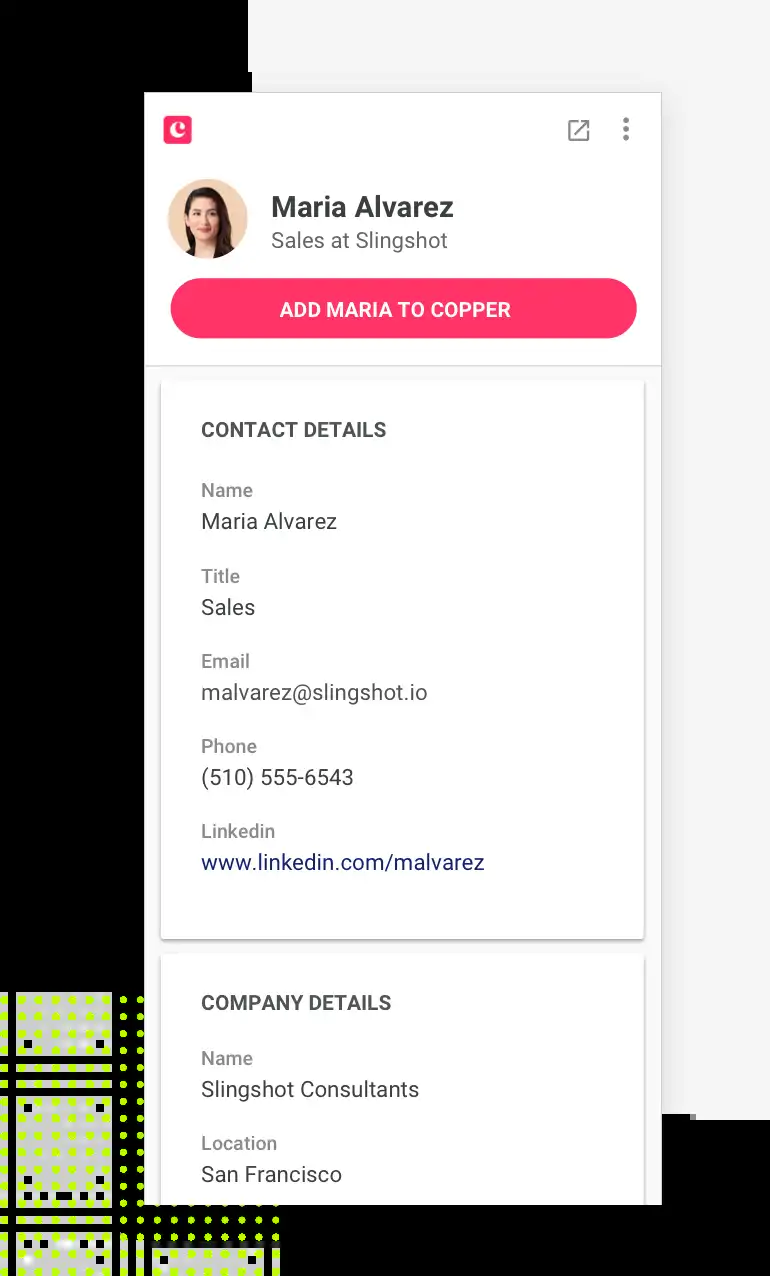 Maria Alvarez
Sales at Slingshot
ADD MARIA TO COPPER
CONTACT DETAILS
Name
Maria Alvarez
Title
Sales
Email
malvarez@slingshot.io
Phone
(510) 555-6543
Linkedin
www.linkedin.com/malvarez
COMPANY DETAILS
Name
Slingshot Consultants
Location
San Francisco